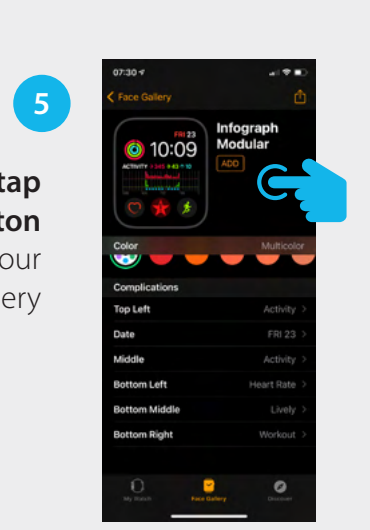 5
tap
ton
our
ery
07:30
Face Gallery
FRI 23
10:09
ACTIVITY
Infograph
Modular
ADD
Color Multicolor
Complications
Top Left Activity
Date FRI 23
Middle Activity
Bottom Left Heart Rate
Bottom Middle Lively
Bottom Right Workout
My Watch Face Gallery Discover